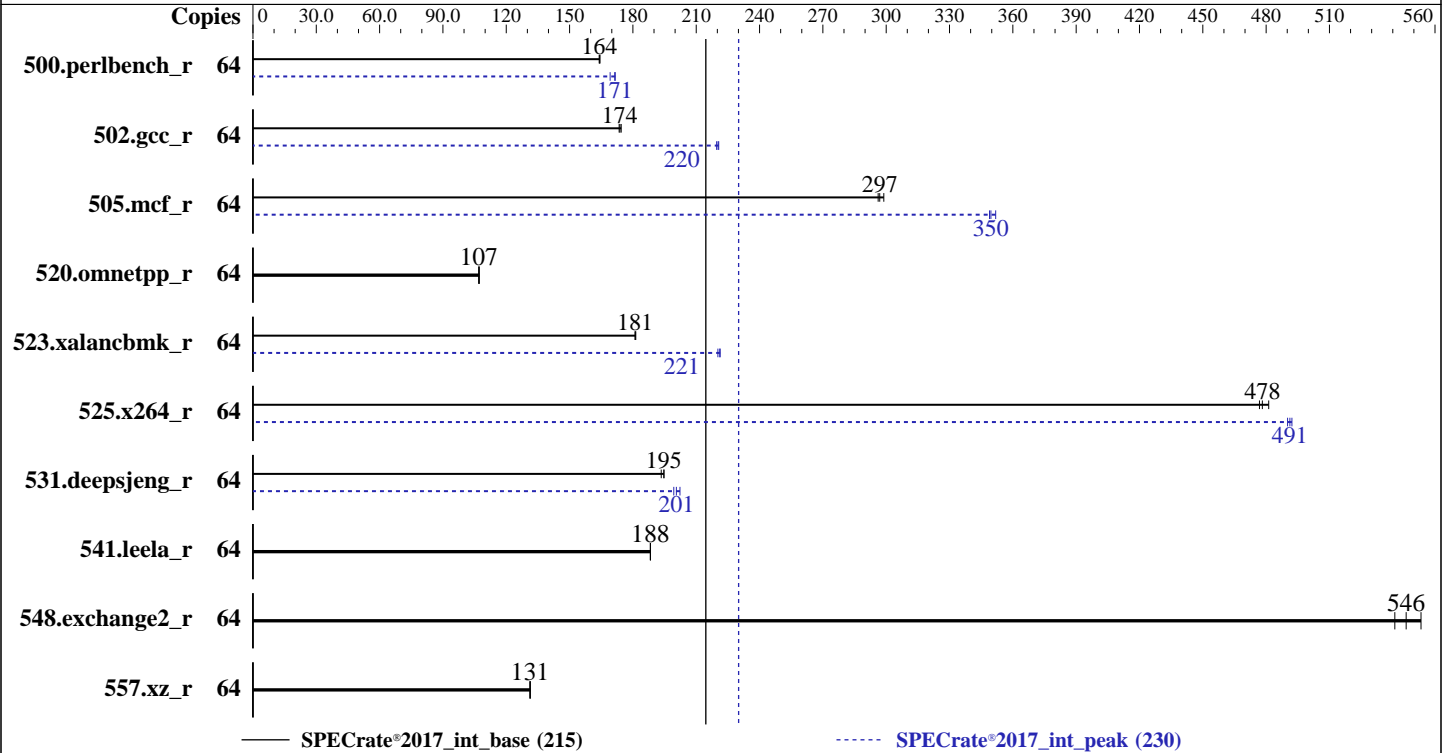 Copies 0 30.0 60.0 90.0 120 150 180 210 240 270 300 330 360 390 420 450 480 510 560
164
500.perlbench_r 64
171
174
502.gcc_r 64
220
297
505.mcf_r 64
350
107
520.omnetpp_r 64
181
523.xalancbmk_r 64
221
478
525.x264_r 64
491
195
531.deepsjeng_r 64
201
188
541.leela_r 64
546
548.exchange2_r 64
131
557.xz_r 64
SPECrate®2017_int_base (215) SPECrate®2017_int_peak (230)